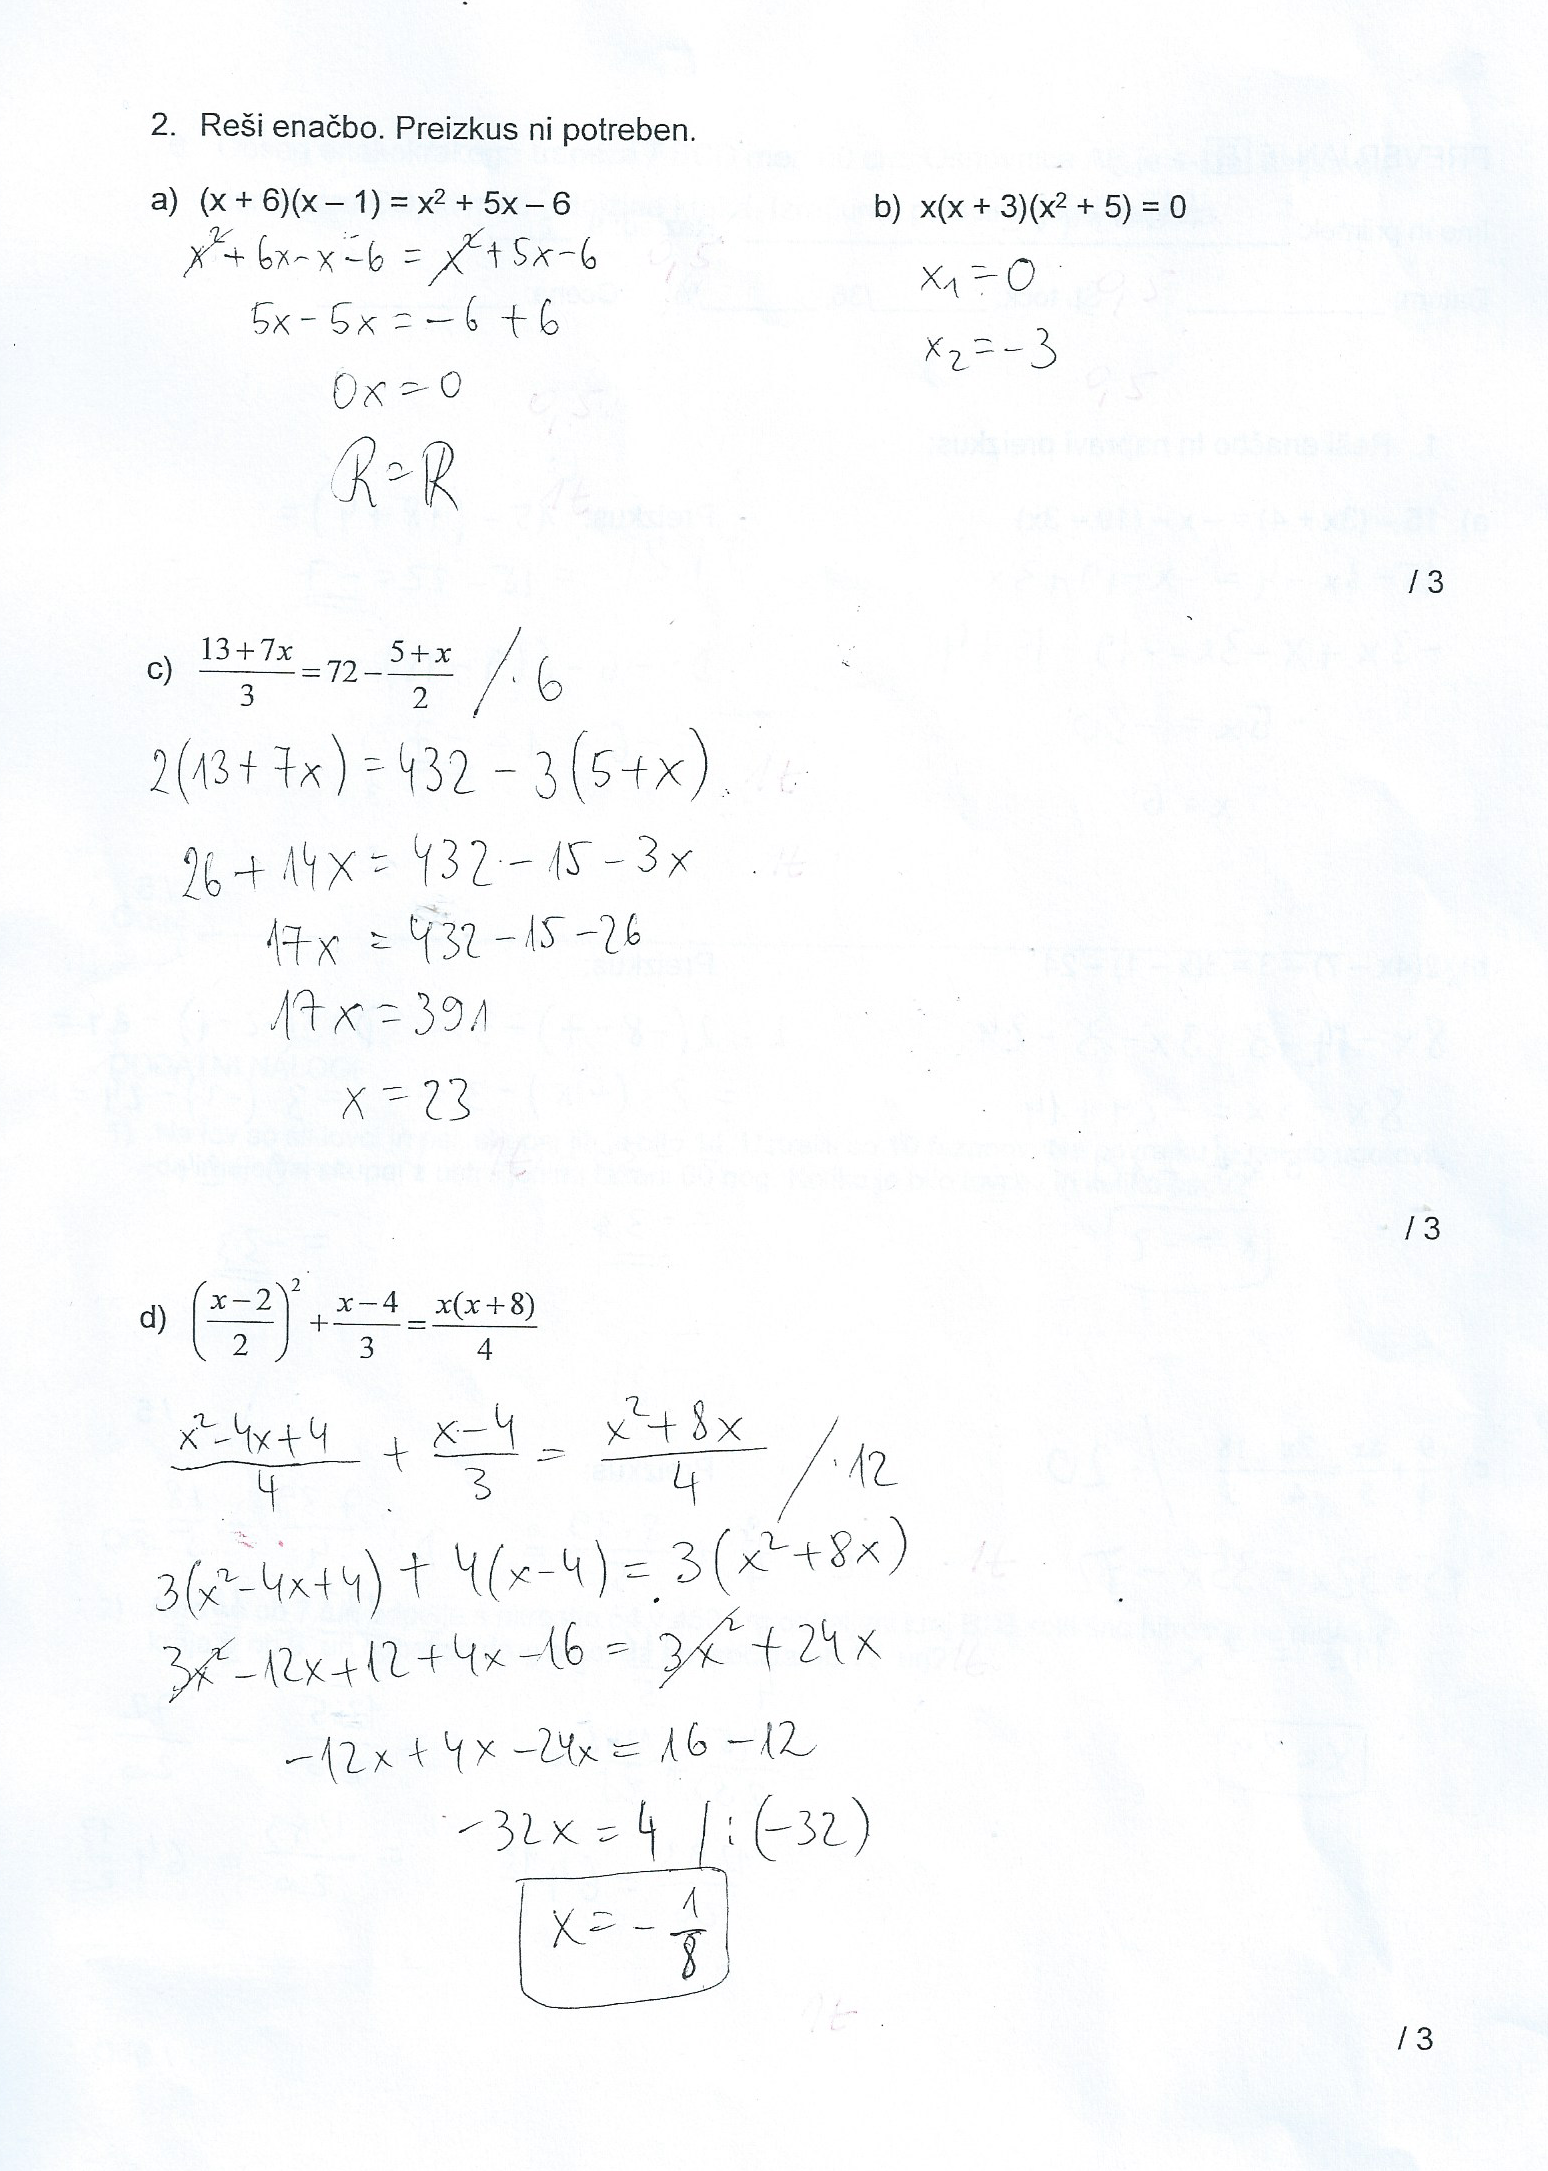 2. Reši enačbo. Preizkus ni potreben.
a) (x + 6)(x – 1) = x² + 5x – 6
x² + 6x - x - 6 = x² + 5x - 6
5x - 5x = -6 + 6
0x = 0
R = R
b) x(x + 3)(x² + 5) = 0
x₁ = 0
x₂ = -3
/ 3
c) (13+7x)/3 = 72 – (5+x)/2 / · 6
2(13 + 7x) = 432 - 3(5 + x)
26 + 14x = 432 - 15 - 3x
17x = 432 - 15 - 26
17x = 391
x = 23
/ 3
d) ((x–2)/2)² + (x–4)/3 = x(x+8)/4
(x² - 4x + 4)/4 + (x - 4)/3 = (x² + 8x)/4 / · 12
3(x² - 4x + 4) + 4(x - 4) = 3(x² + 8x)
3x² - 12x + 12 + 4x - 16 = 3x² + 24x
-12x + 4x - 24x = 16 - 12
-32x = 4 / : (-32)
x = -1/8
/ 3